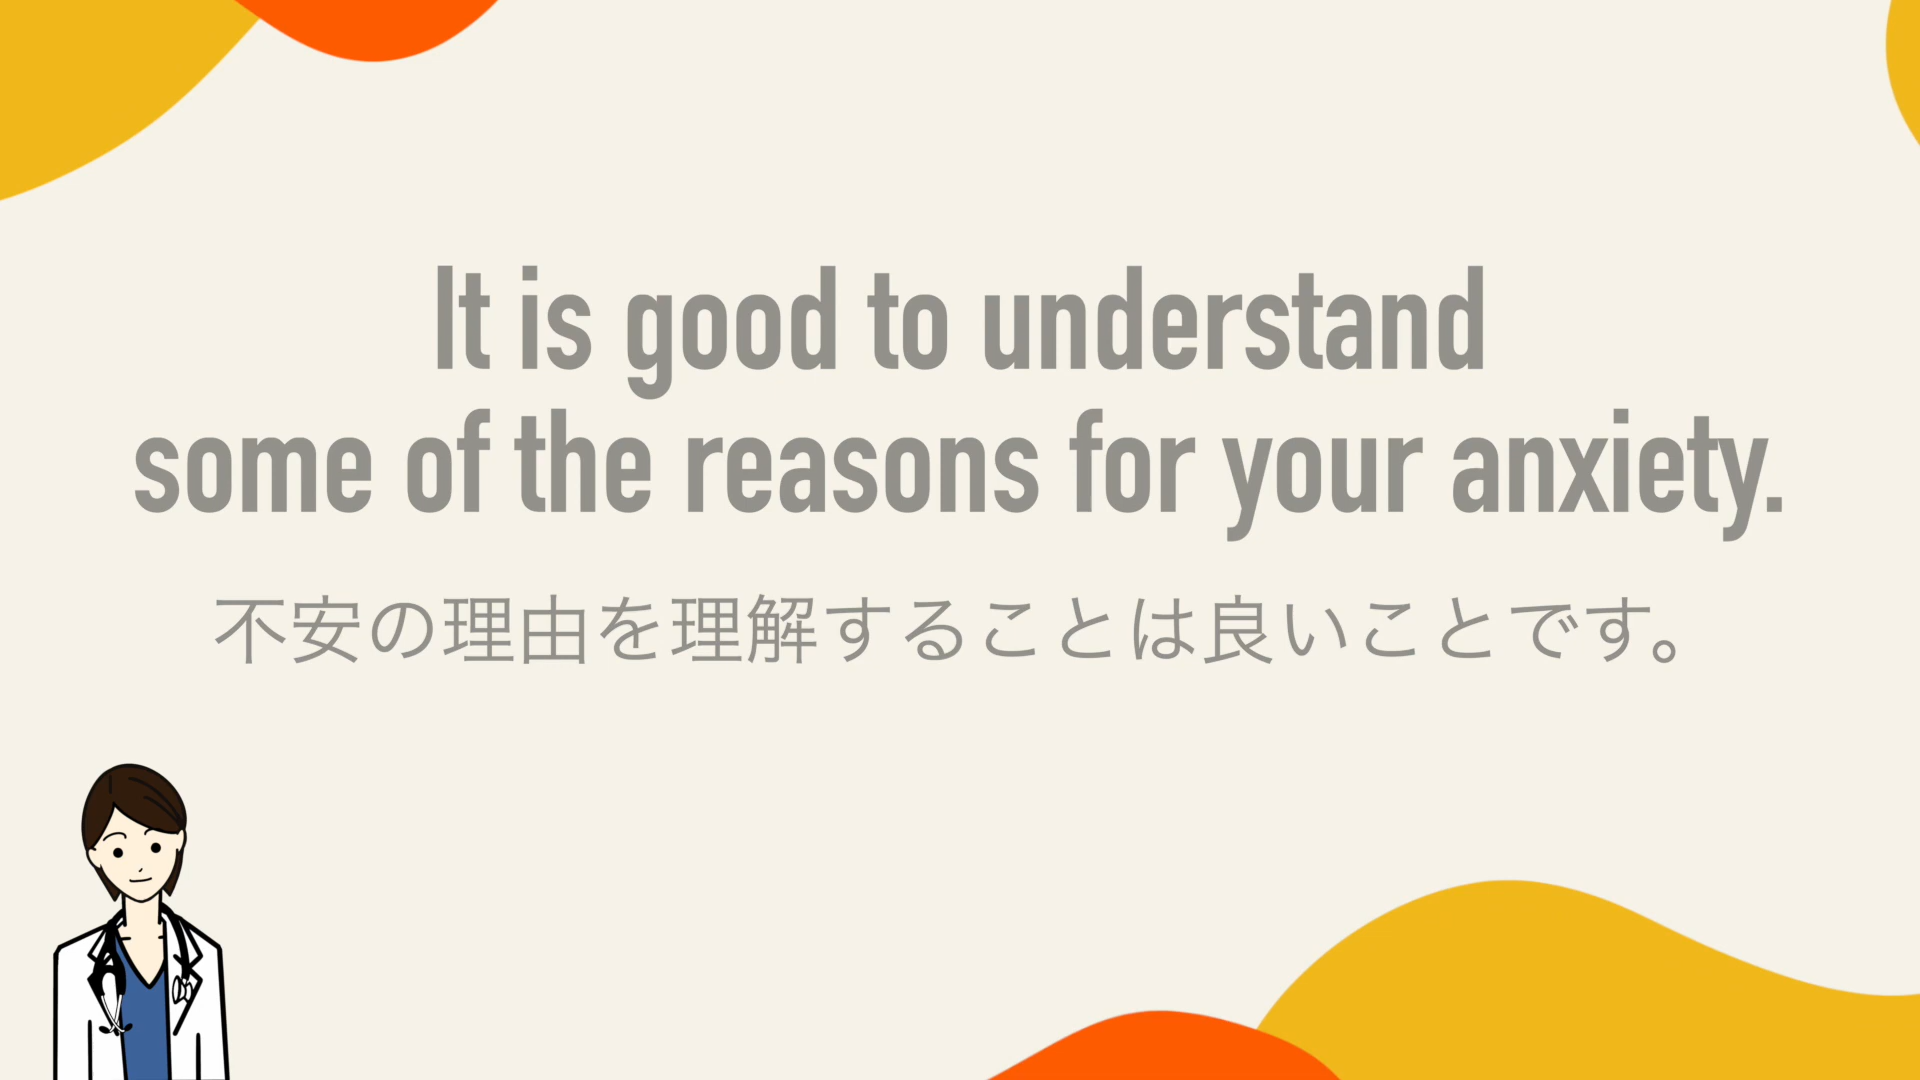 It is good to understand
some of the reasons for your anxiety.
不安の理由を理解することは良いことです。